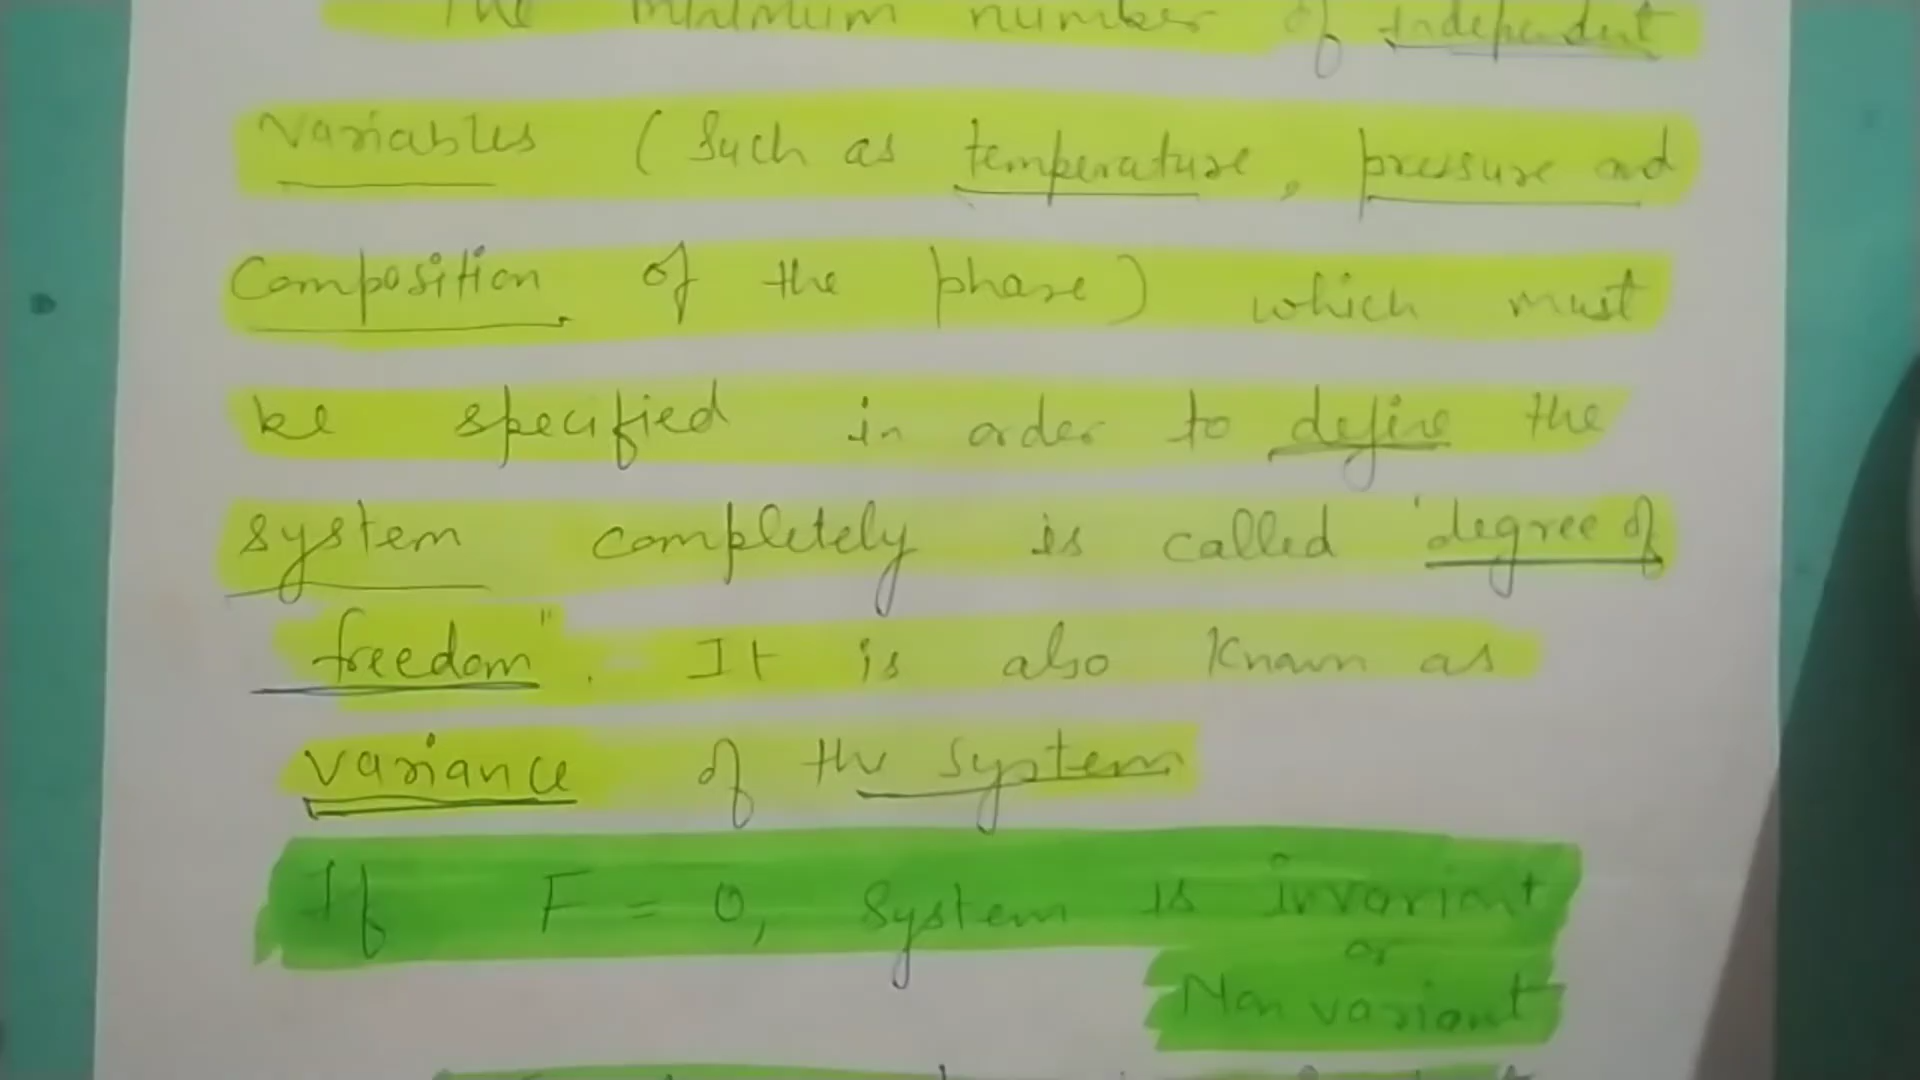 The minimum number of independent
variables (Such as temperature, pressure and
Composition of the phase) which must
be specified in order to define the
system completely is called "degree of
freedom". It is also known as
variance of the system
If F = 0, System is invariant
or
Non variant